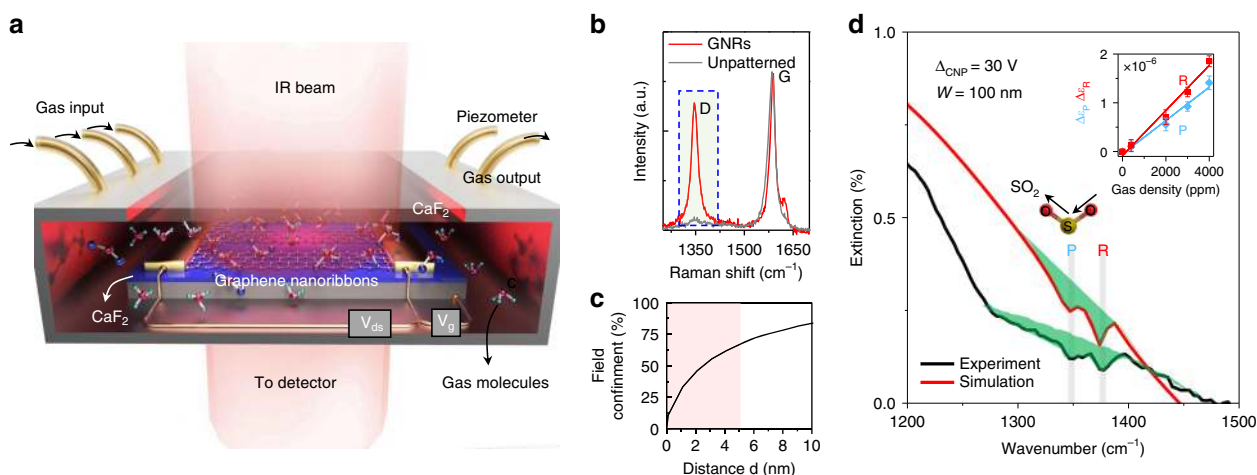 a
IR beam
Gas input
Piezometer
Gas output
CaF2
Graphene nanoribbons
C
CaF2
Vds
Vg
To detector
Gas molecules
b
GNRs
Unpatterned
G
D
Intensity (a.u.)
1350 1500 1650
Raman shift (cm−1)
c
Field
confinment (%)
100
75
50
25
0
0 2 4 6 8 10
Distance d (nm)
d
Extinction (%)
1.0
0.5
0.0
ΔCNP = 30 V
W = 100 nm
ΔεP ΔεR
2
1
0
×10−6
R
P
0 2000 4000
Gas density (ppm)
SO2
O S O
P R
Experiment
Simulation
1200 1300 1400 1500
Wavenumber (cm−1)